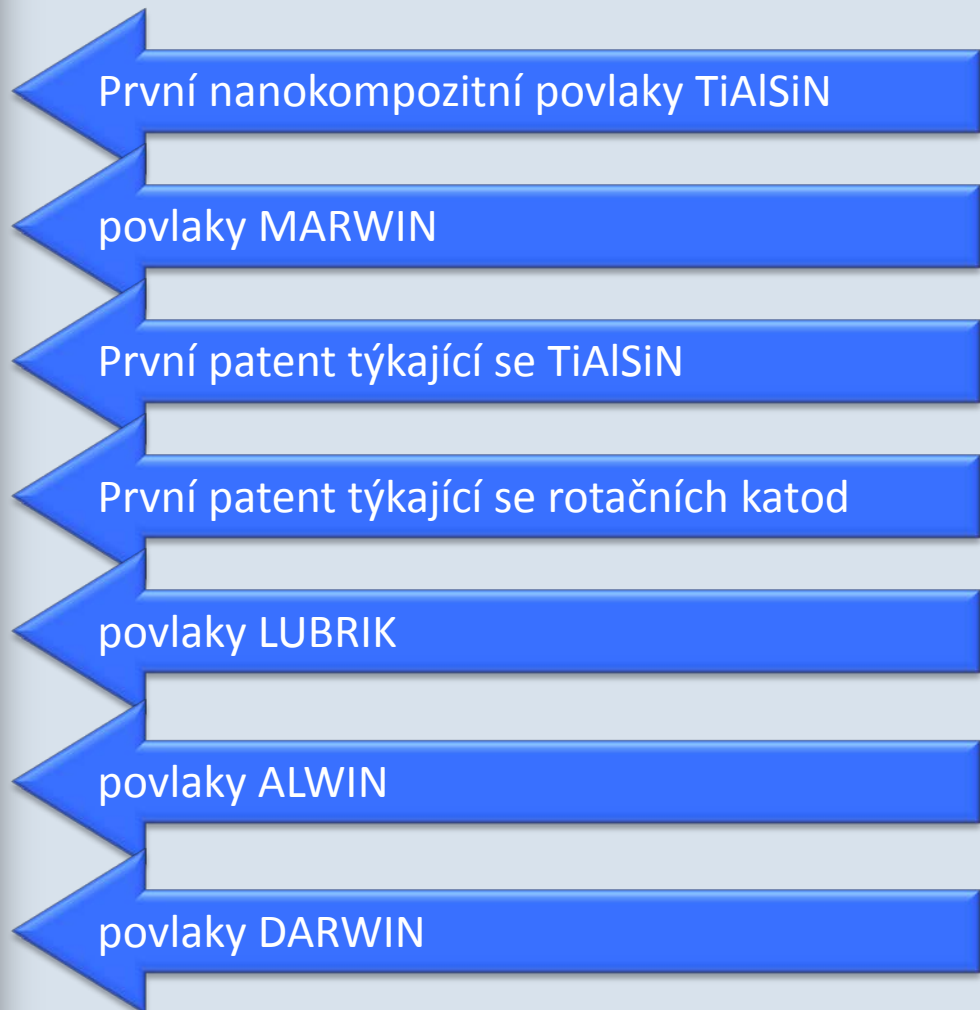 První nanokompozitní povlaky TiAlSiN
povlaky MARWIN
První patent týkající se TiAlSiN
První patent týkající se rotačních katod
povlaky LUBRIK
povlaky ALWIN
povlaky DARWIN